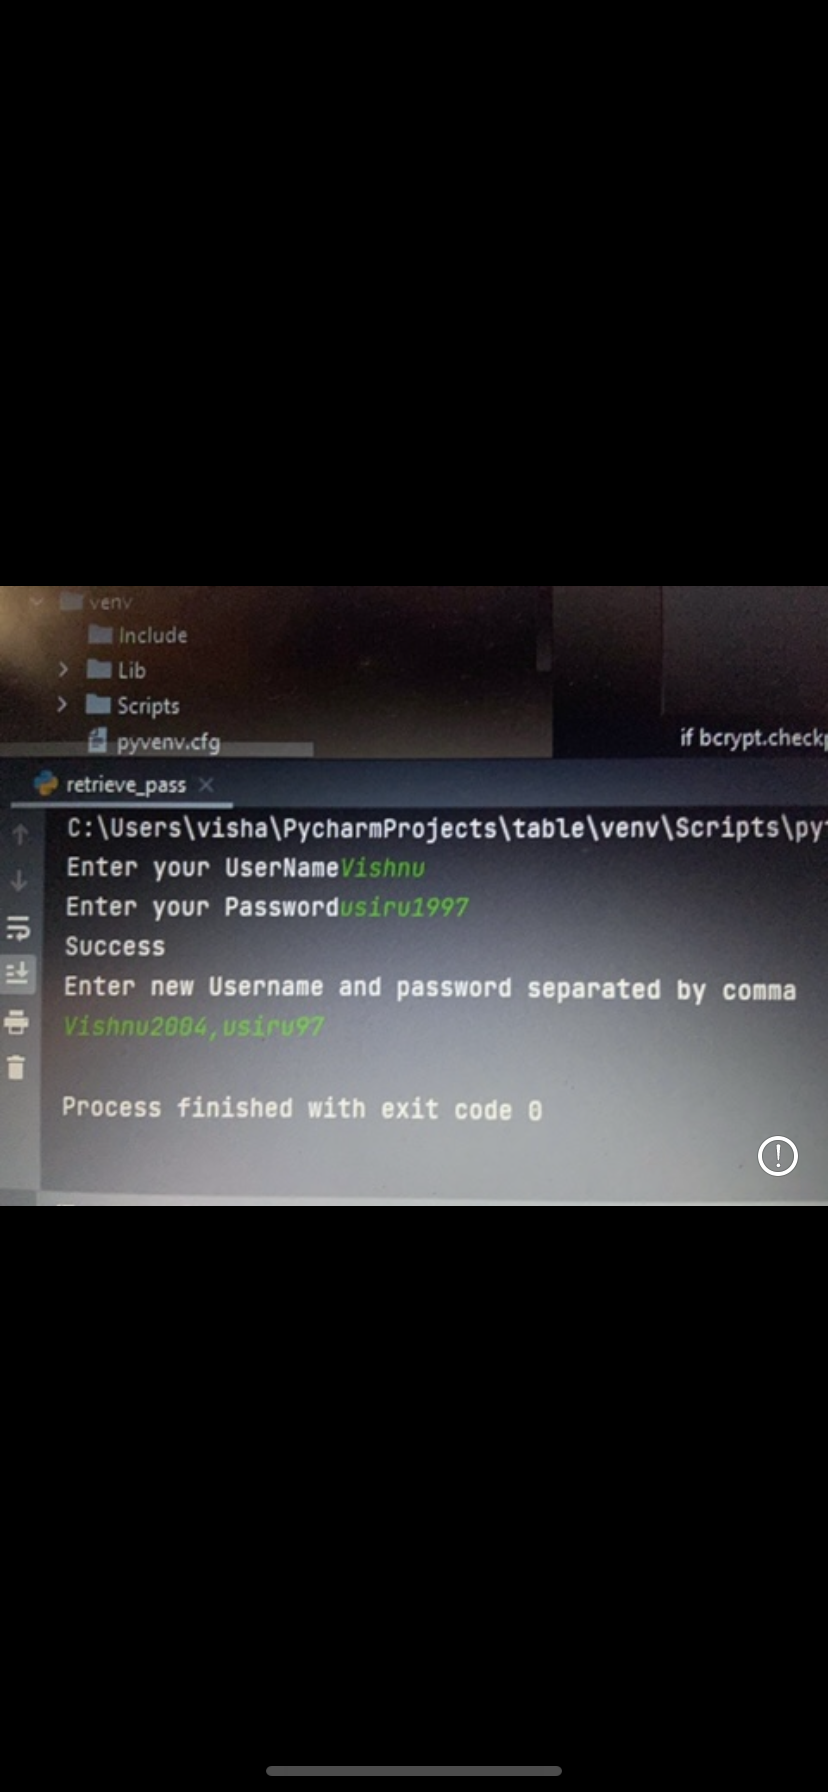 venv
Include
Lib
Scripts
pyvenv.cfg
if bcrypt.checkp
retrieve_pass
C:\Users\visha\PycharmProjects\table\venv\Scripts\py
Enter your UserNameVishnu
Enter your Passwordusiru1997
Success
Enter new Username and password separated by comma
Vishnu2004,usiru97
Process finished with exit code 0